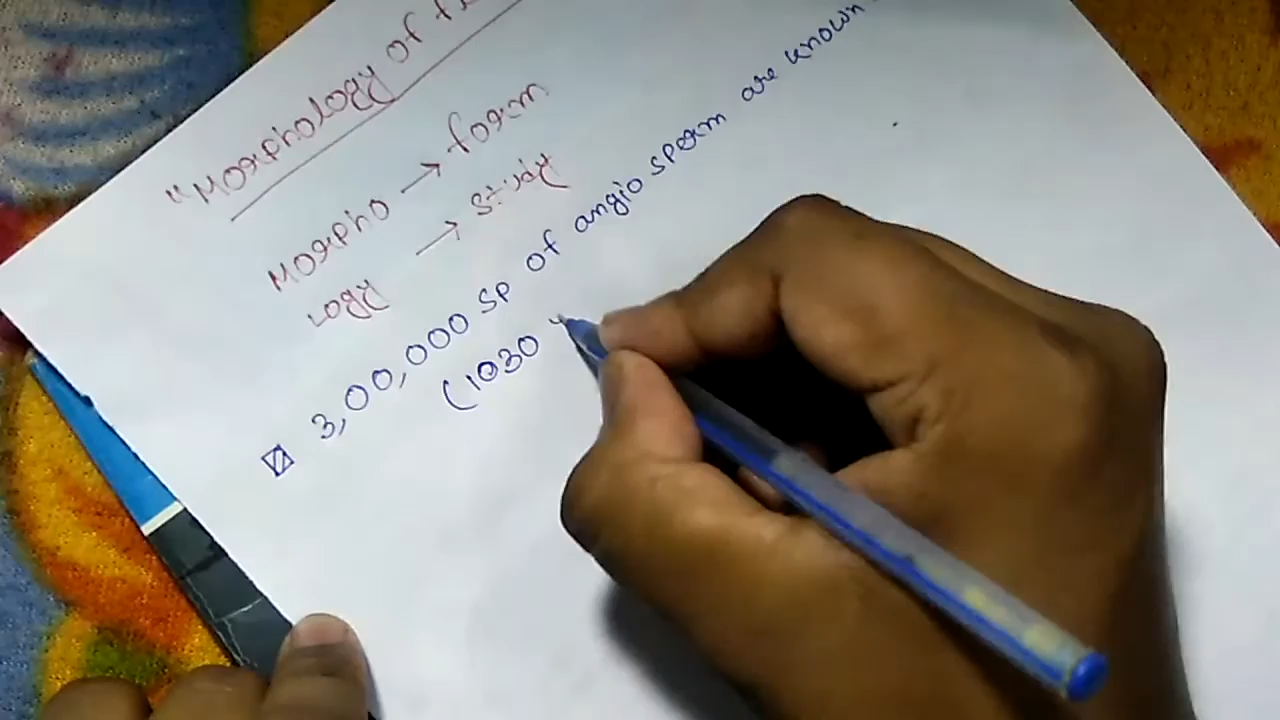 "Morphology of
Morpho → form
Logy → study
3,00,000 sp of angio sperm are known
(1030